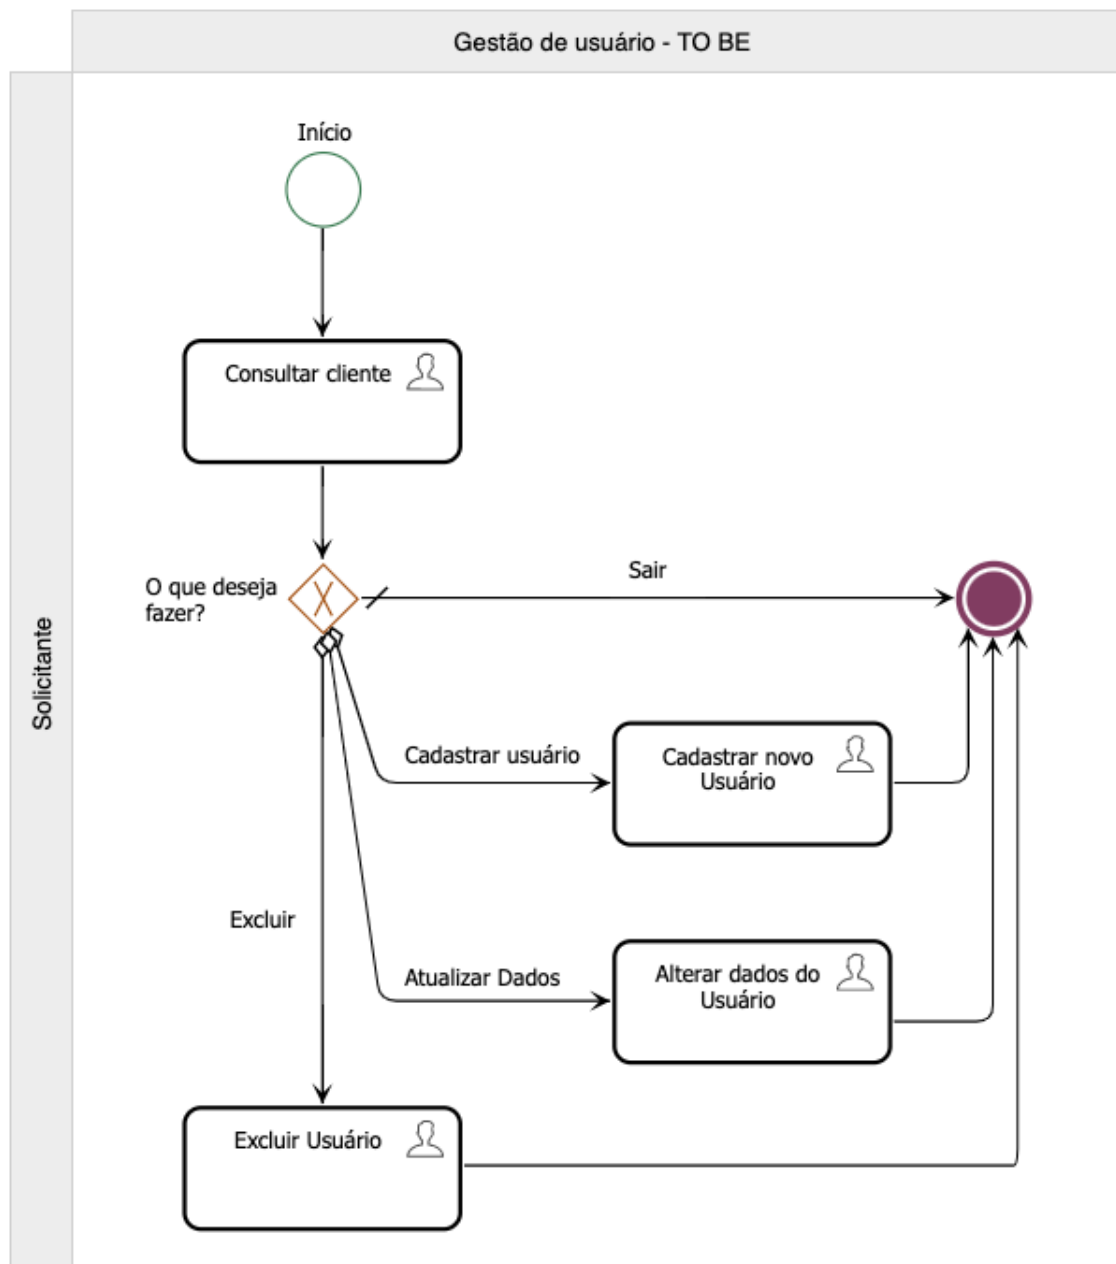 Gestão de usuário - TO BE
Solicitante
Início
Consultar cliente
O que deseja
fazer?
Sair
Cadastrar usuário
Cadastrar novo
Usuário
Excluir
Atualizar Dados
Alterar dados do
Usuário
Excluir Usuário